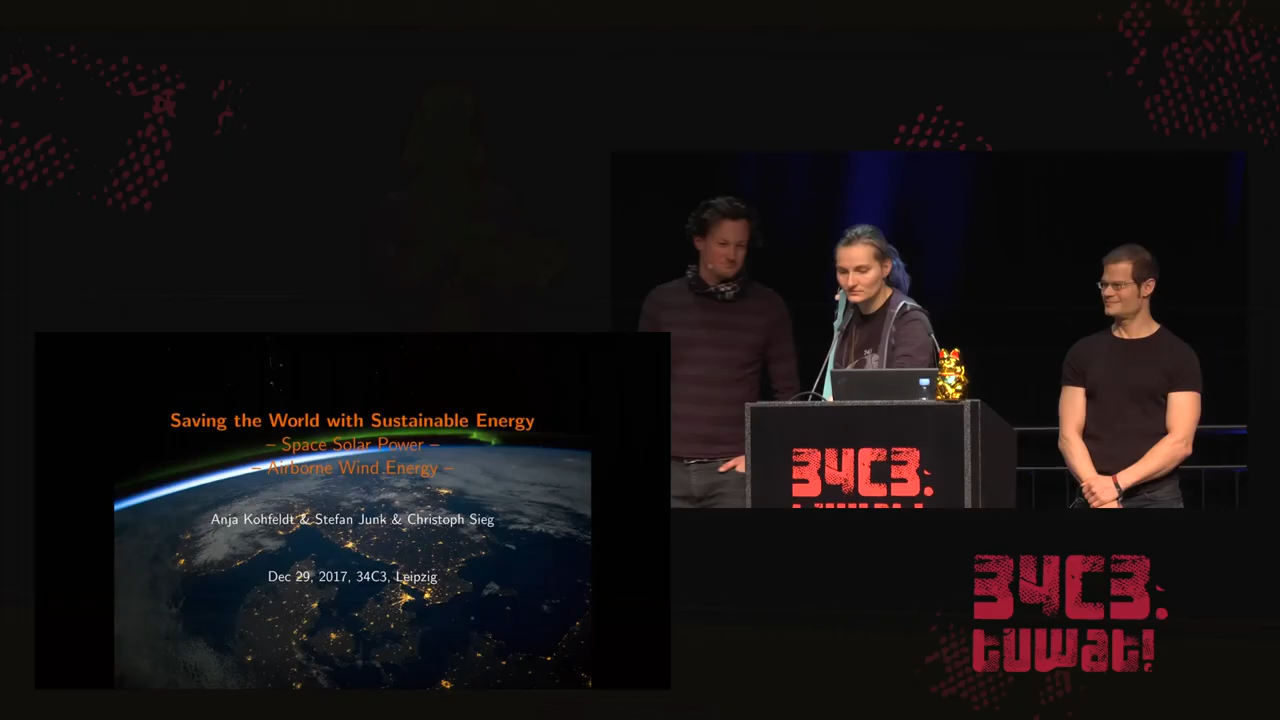 Saving the World with Sustainable Energy
– Space Solar Power –
– Airborne Wind Energy –
Anja Kohfeldt & Stefan Junk & Christoph Sieg
Dec 29, 2017, 34C3, Leipzig
34C3.
34C3.
tuwat!